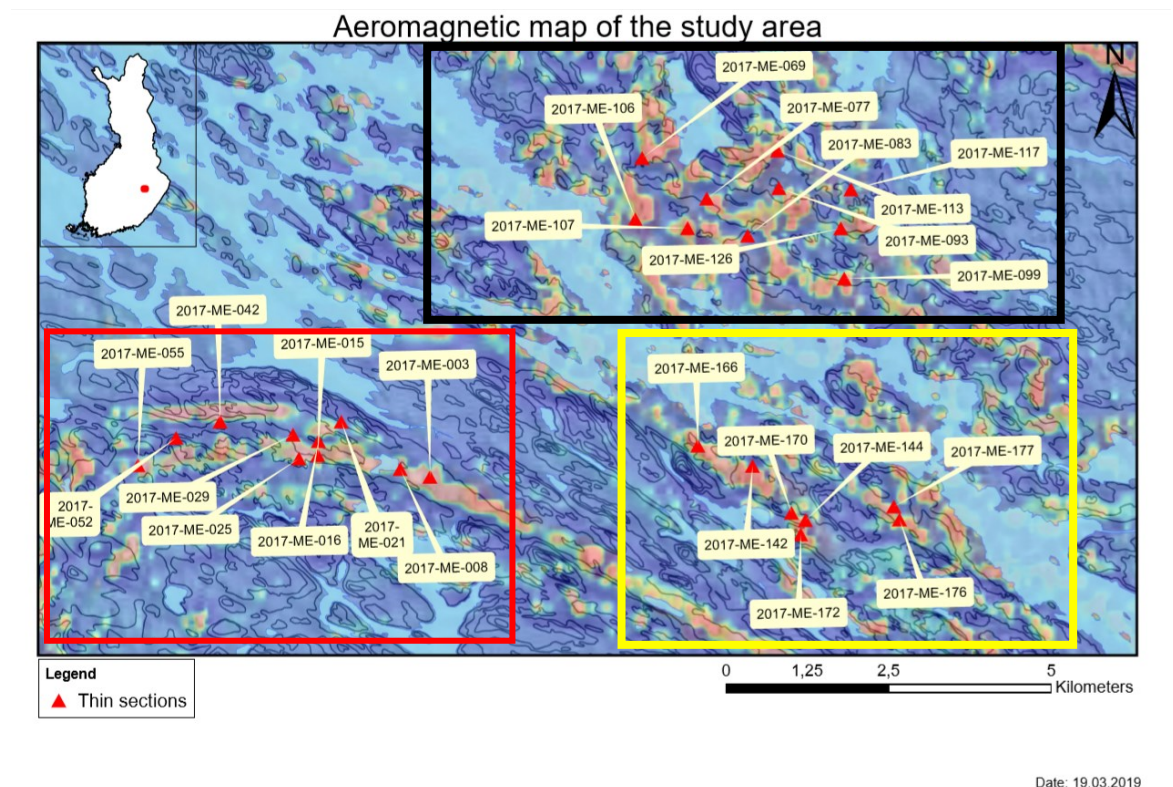 Aeromagnetic map of the study area
N
2017-ME-069
2017-ME-106
2017-ME-077
2017-ME-083
2017-ME-117
2017-ME-113
2017-ME-107
2017-ME-093
2017-ME-126
2017-ME-099
2017-ME-042
2017-ME-015
2017-ME-055
2017-ME-003
2017-ME-166
2017-ME-170
2017-ME-144
2017-ME-177
2017-ME-029
2017-
ME-052
2017-ME-025
2017-ME-016
2017-
ME-021
2017-ME-008
2017-ME-142
2017-ME-176
2017-ME-172
Legend
Thin sections
0 1,25 2,5 5
Kilometers
Date: 19.03.2019